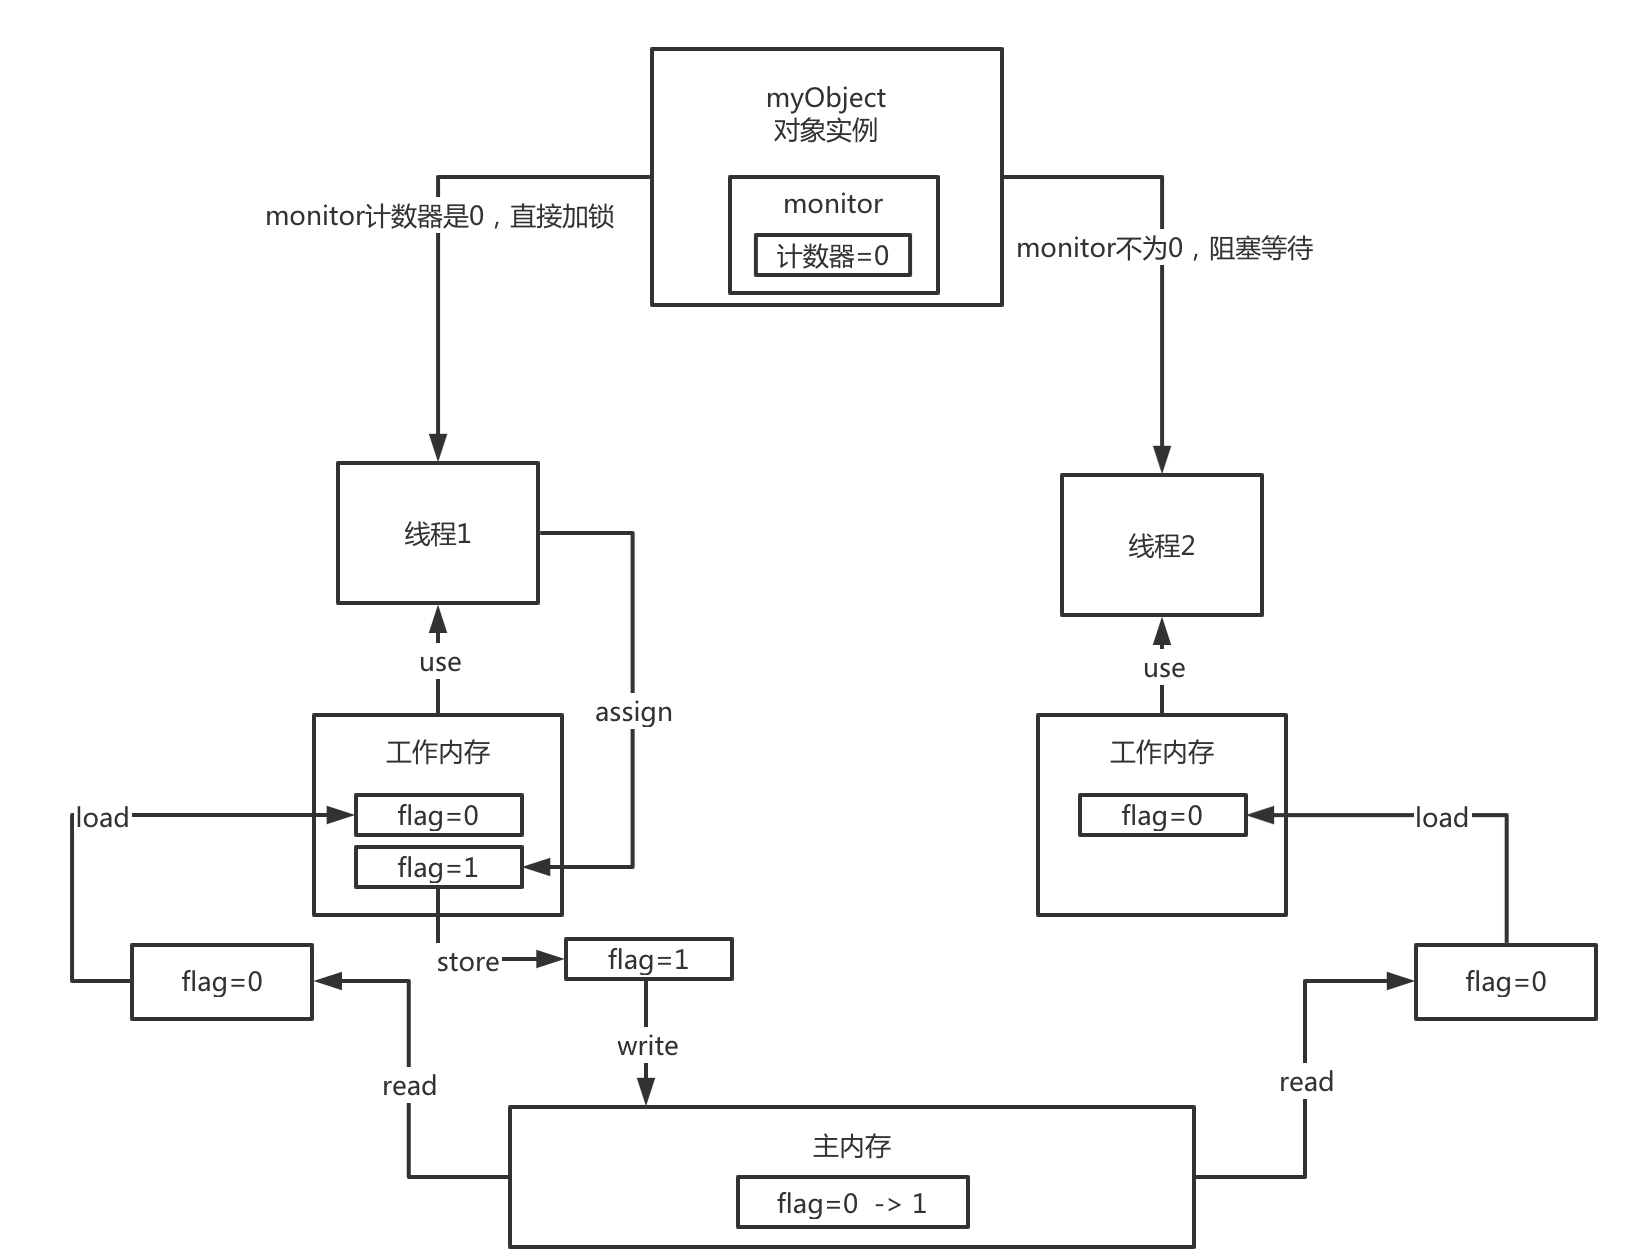 myObject
对象实例
monitor
计数器=0
monitor计数器是0，直接加锁
monitor不为0，阻塞等待
线程1
线程2
use
use
assign
工作内存
flag=0
flag=1
工作内存
flag=0
load
load
flag=0
store
flag=1
flag=0
write
read
read
主内存
flag=0 -> 1